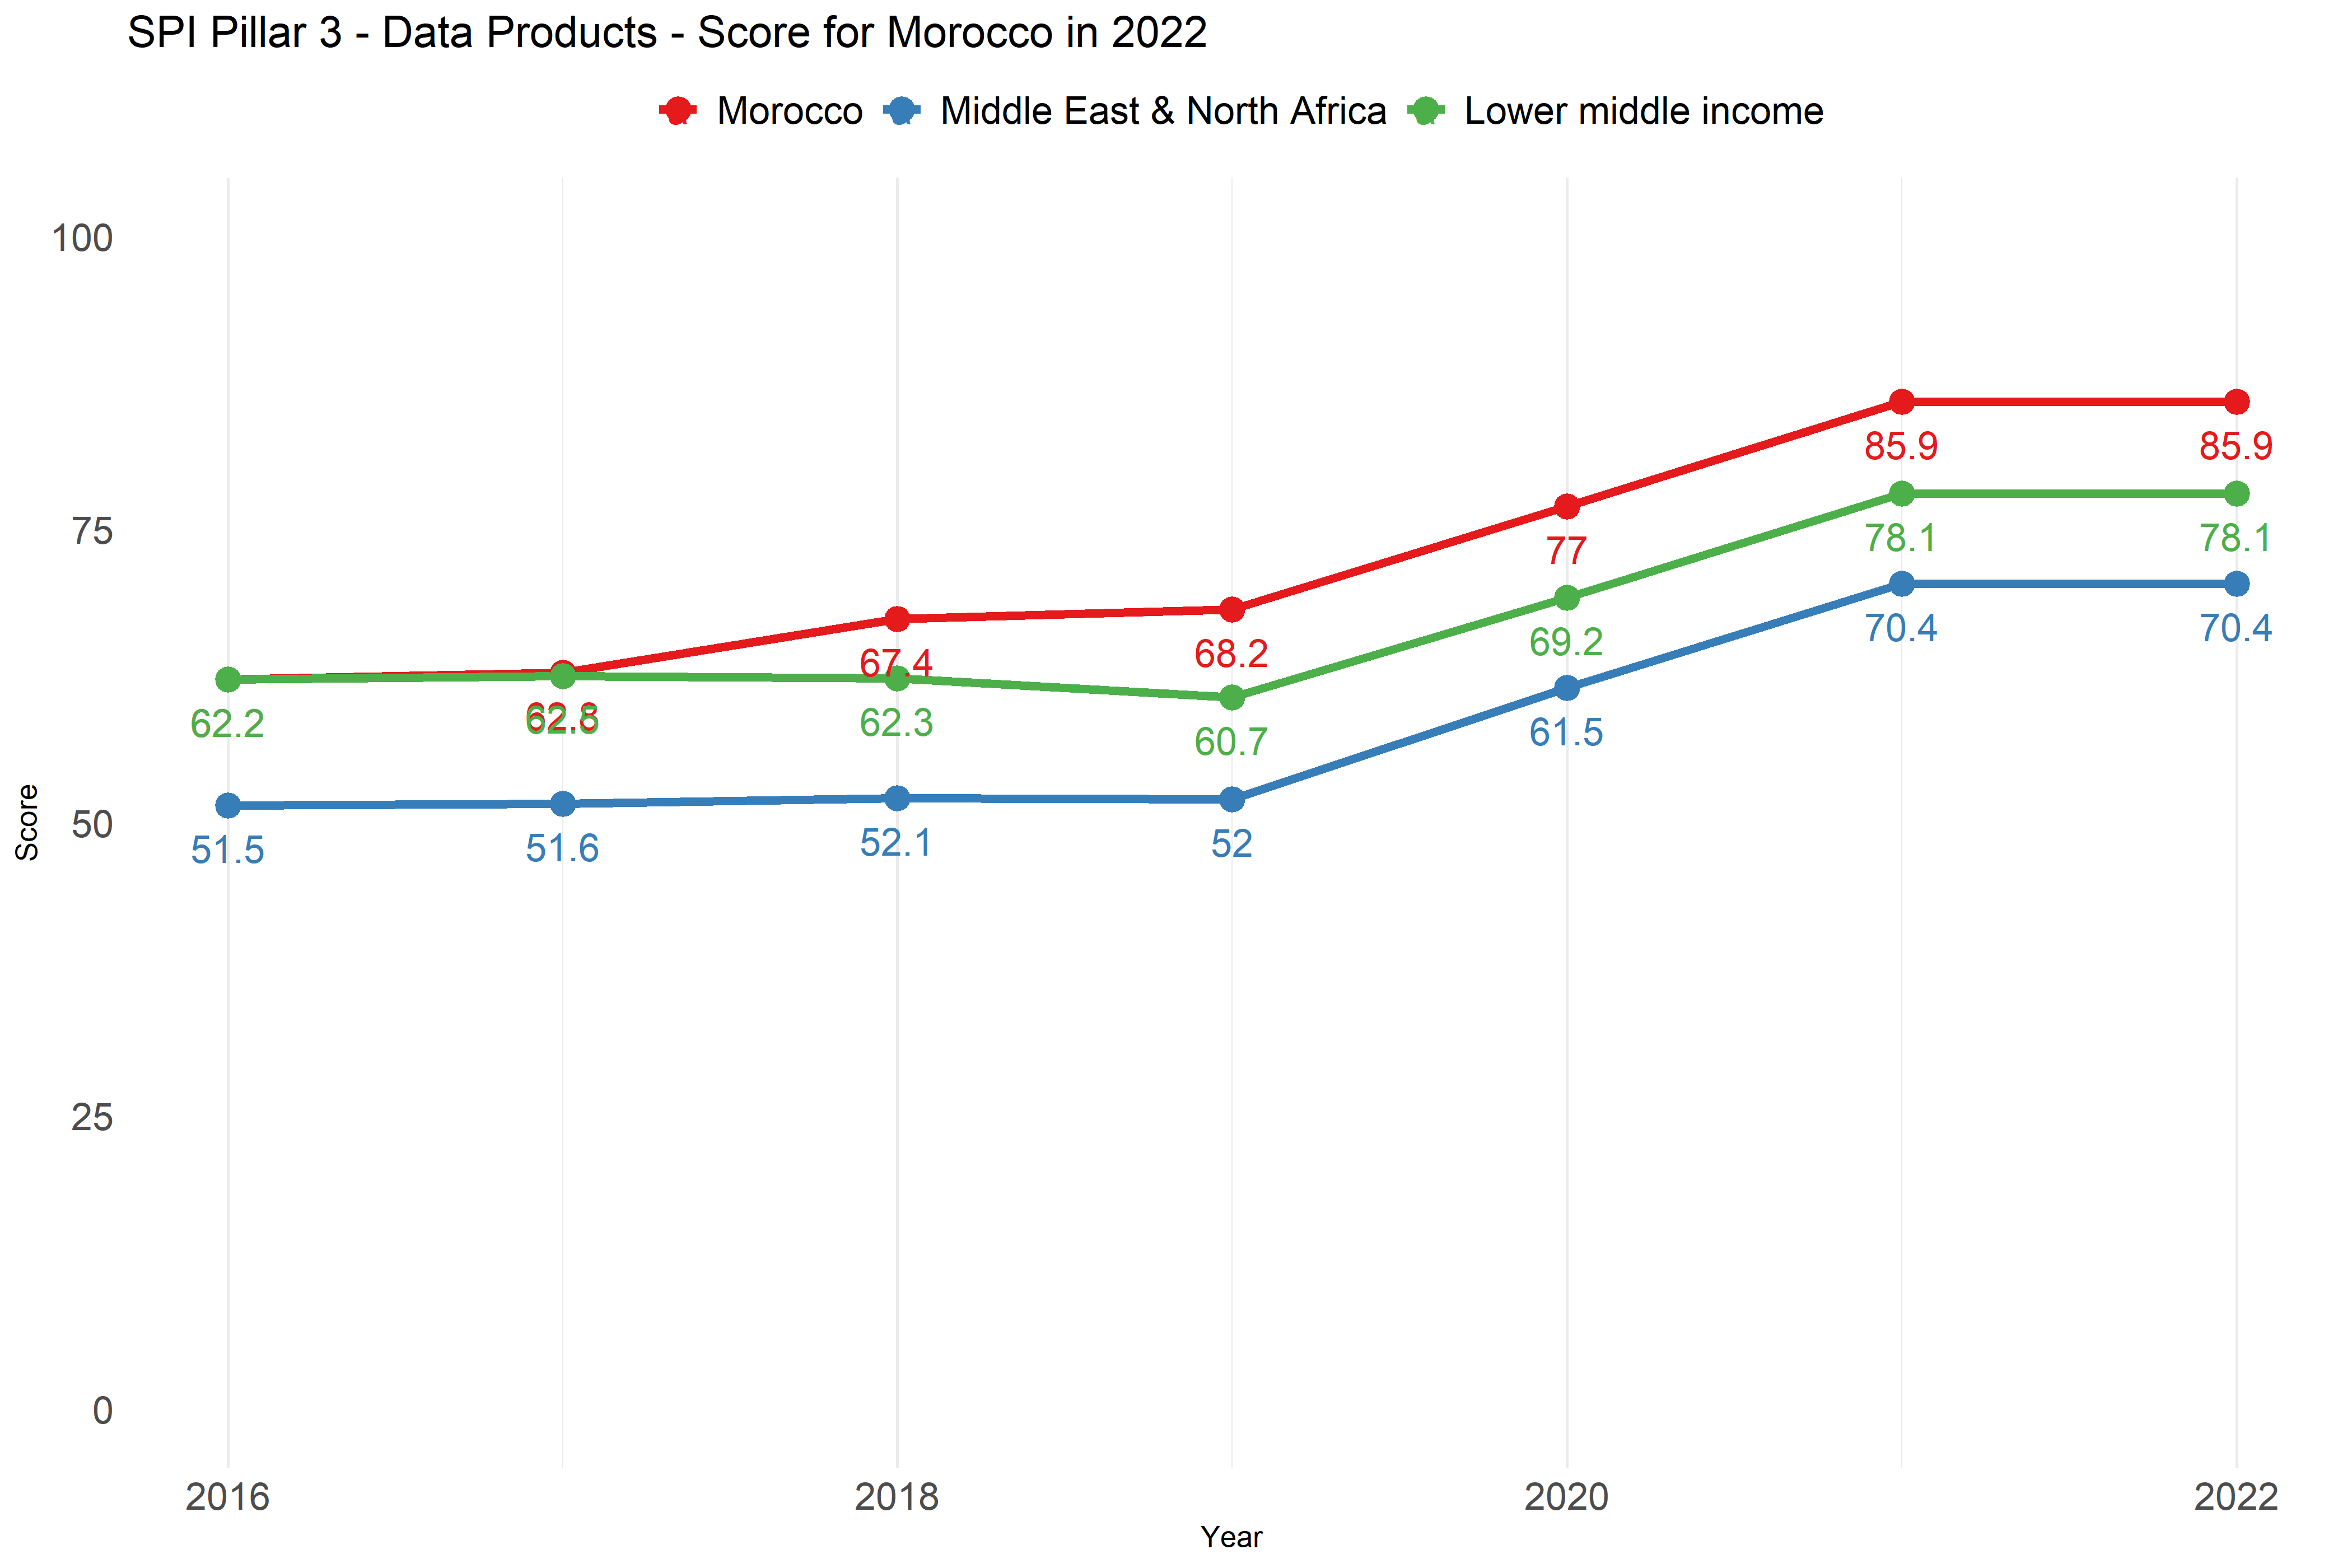 SPI Pillar 3 - Data Products - Score for Morocco in 2022
Morocco Middle East & North Africa Lower middle income
100
75
50
25
0
Score
85.9 85.9
78.1 78.1
77
70.4 70.4
69.2
67.4 68.2
62.2 62.3
60.7 61.5
51.5 51.6 52.1 52
2016 2018 2020 2022
Year